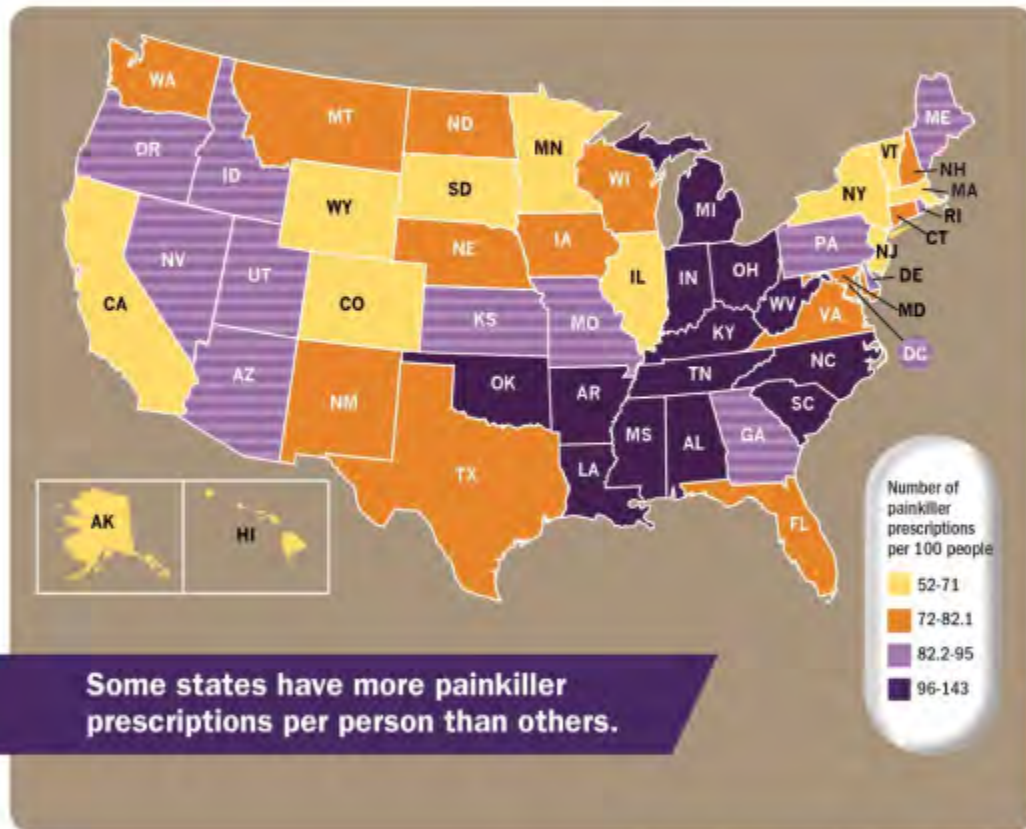 WA
MT
ND
MN
OR
ID
WY
SD
WI
MI
NY
VT
ME
NH
MA
RI
CT
NJ
PA
DE
MD
DC
NE
IA
IL
IN
OH
WV
VA
NV
UT
CO
KS
MO
KY
CA
AZ
NM
OK
AR
TN
NC
SC
TX
LA
MS
AL
GA
FL
AK
HI
Number of
painkiller
prescriptions
per 100 people
52-71
72-82.1
82.2-95
96-143
Some states have more painkiller
prescriptions per person than others.